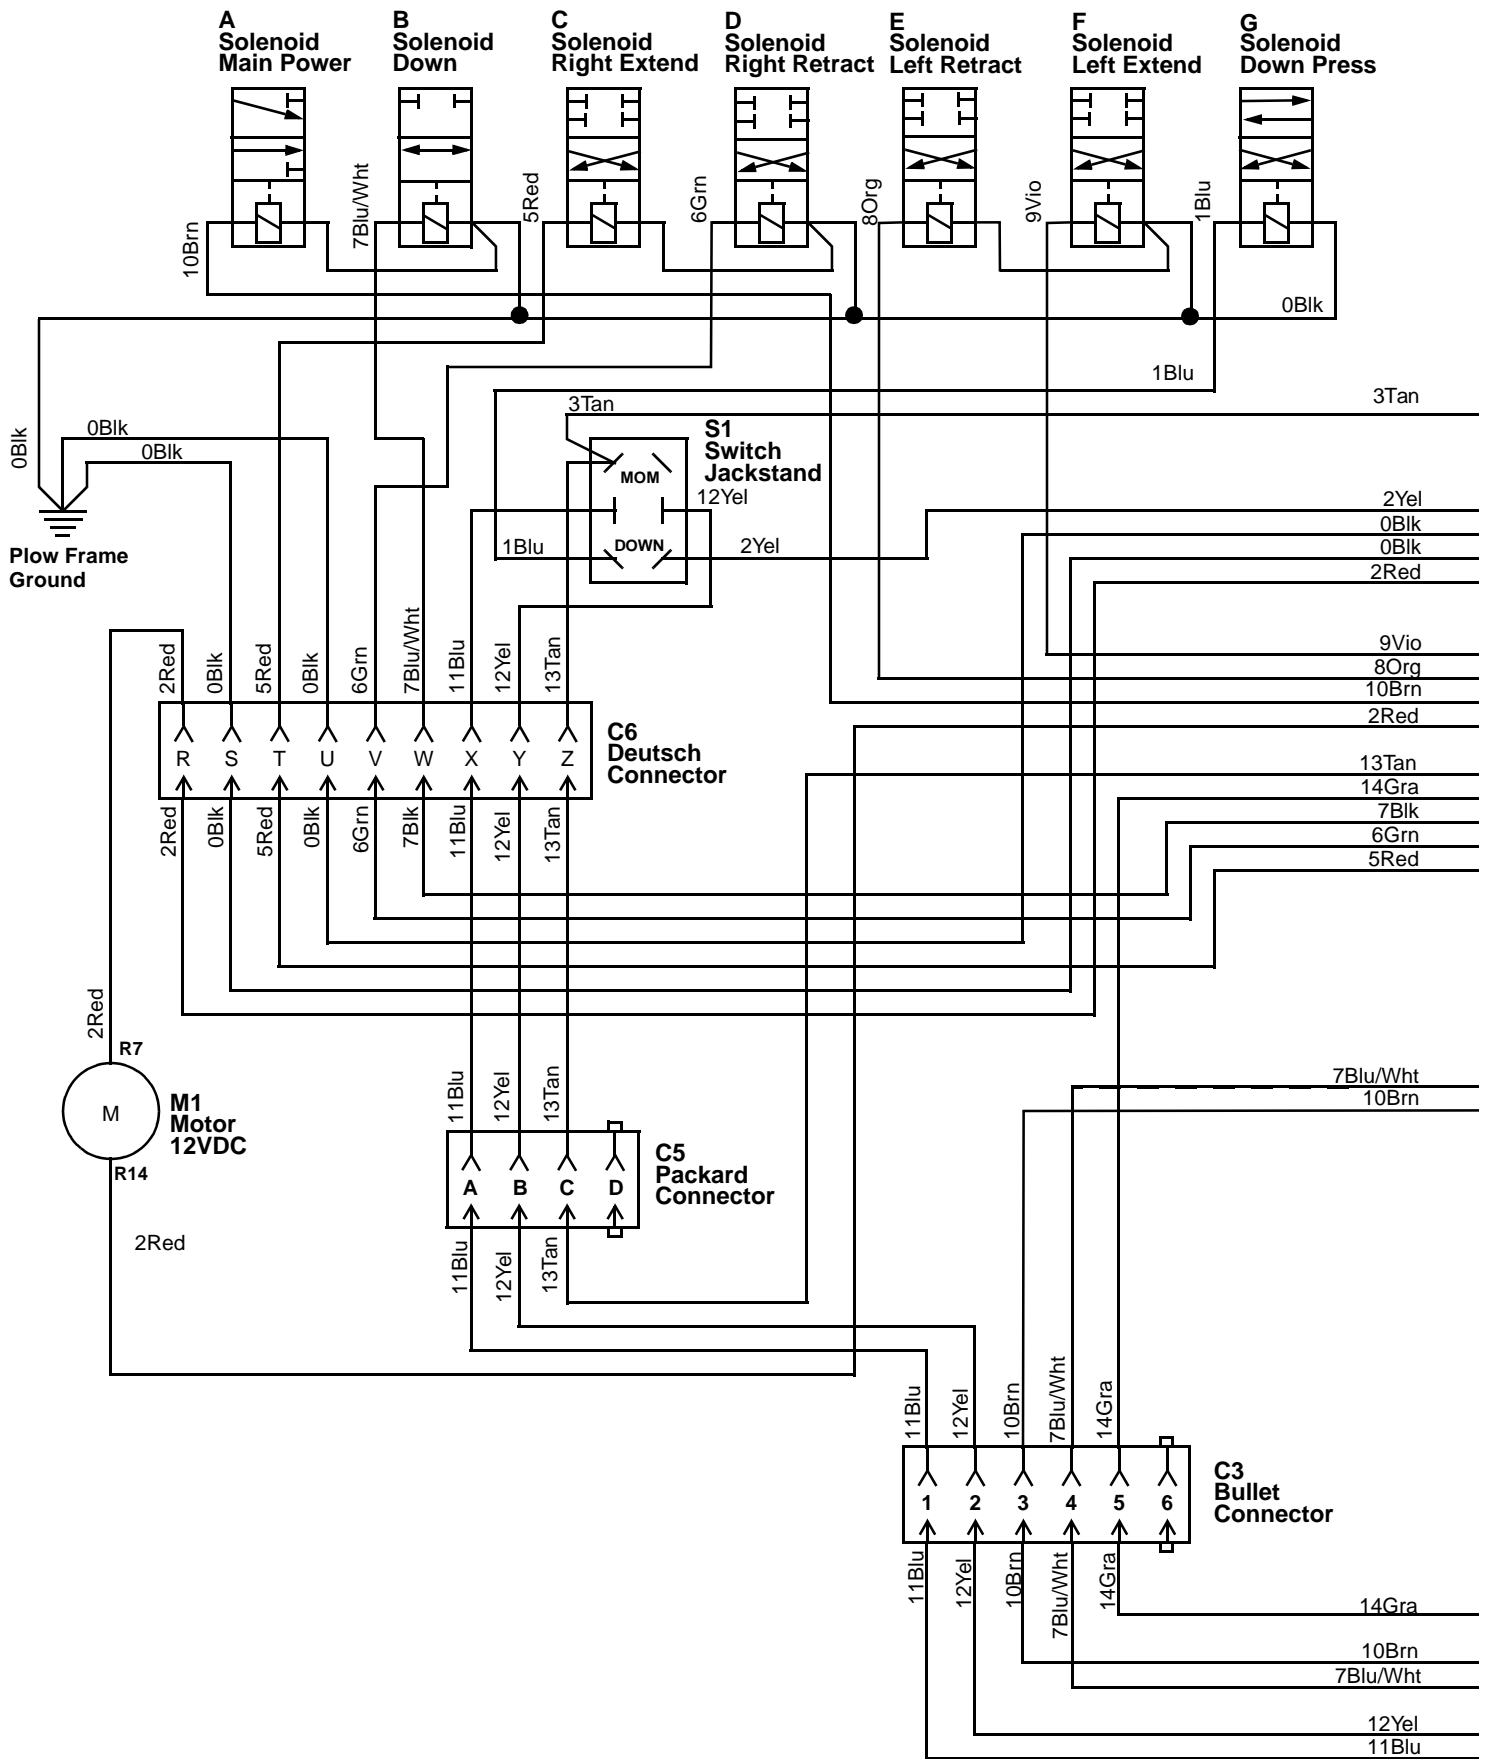 A
Solenoid
Main Power
B
Solenoid
Down
C
Solenoid
Right Extend
D
Solenoid
Right Retract
E
Solenoid
Left Retract
F
Solenoid
Left Extend
G
Solenoid
Down Press
10Brn
7Blu/Wht
5Red
6Grn
8Org
9Vio
1Blu
0Blk
1Blu
3Tan
3Tan
0Blk
0Blk
0Blk
S1
Switch
Jackstand
MOM
12Yel
DOWN
1Blu
2Yel
2Yel
0Blk
0Blk
2Red
Plow Frame
Ground
9Vio
8Org
10Brn
2Red
2Red
0Blk
5Red
0Blk
6Grn
7Blu/Wht
11Blu
12Yel
13Tan
R
S
T
U
V
W
X
Y
Z
C6
Deutsch
Connector
13Tan
14Gra
7Blk
6Grn
5Red
2Red
0Blk
5Red
0Blk
6Grn
7Blk
11Blu
12Yel
13Tan
2Red
R7
M
M1
Motor
12VDC
R14
2Red
11Blu
12Yel
13Tan
A
B
C
D
C5
Packard
Connector
11Blu
12Yel
13Tan
7Blu/Wht
10Brn
11Blu
12Yel
10Brn
7Blu/Wht
14Gra
1
2
3
4
5
6
C3
Bullet
Connector
11Blu
12Yel
10Brn
7Blu/Wht
14Gra
14Gra
10Brn
7Blu/Wht
12Yel
11Blu